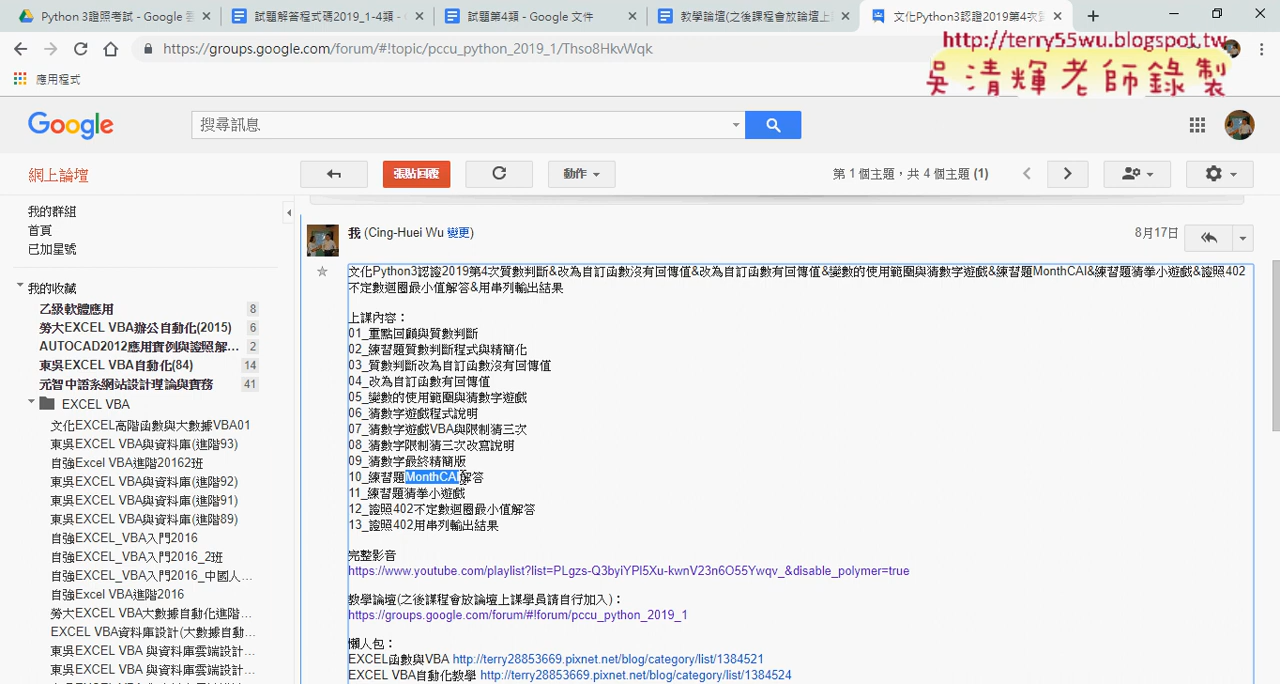 Python 3證照考試 - Google 雲
試題解答程式碼2019_1-4類 -
試題第4類 - Google 文件
教學論壇(之後課程會放論壇上
文化Python3認證2019第4次
https://groups.google.com/forum/#!topic/pccu_python_2019_1/Thso8HkvWqk
http://terry55wu.blogspot.tw
吳清輝老師錄製
應用程式
Google
搜尋訊息
網上論壇
張貼回覆
動作
第 1 個主題，共 4 個主題 (1)
我的群組
首頁
已加星號
我的收藏
乙級軟體應用 8
勞大EXCEL VBA辦公自動化(2015) 6
AUTOCAD2012應用實例與證照解... 2
東吳EXCEL VBA自動化(84) 14
元智中語系網站設計理論與實務 41
EXCEL VBA
文化EXCEL高階函數與大數據VBA01
東吳EXCEL VBA與資料庫(進階93)
自強Excel VBA進階20162班
東吳EXCEL VBA與資料庫(進階92)
東吳EXCEL VBA與資料庫(進階91)
東吳EXCEL VBA與資料庫(進階89)
自強EXCEL_VBA入門2016
自強EXCEL_VBA入門2016_2班
自強EXCEL_VBA入門2016_中國人...
自強Excel VBA進階2016
勞大EXCEL VBA大數據自動化進階...
EXCEL VBA資料庫設計(大數據自動...
東吳EXCEL VBA 與資料庫雲端設計...
東吳EXCEL VBA 與資料庫雲端設計...
我 (Cing-Huei Wu 變更)
8月17日
文化Python3認證2019第4次質數判斷&改為自訂函數沒有回傳值&改為自訂函數有回傳值&變數的使用範圍與猜數字遊戲&練習題MonthCAl&練習題猜拳小遊戲&證照402
不定數迴圈最小值解答&用串列輸出結果
上課內容：
01_重點回顧與質數判斷
02_練習題質數判斷程式與精簡化
03_質數判斷改為自訂函數沒有回傳值
04_改為自訂函數有回傳值
05_變數的使用範圍與猜數字遊戲
06_猜數字遊戲程式說明
07_猜數字遊戲VBA與限制猜三次
08_猜數字限制猜三次改寫說明
09_猜數字最終精簡版
10_練習題MonthCAl解答
11_練習題猜拳小遊戲
12_證照402不定數迴圈最小值解答
13_證照402用串列輸出結果
完整影音
https://www.youtube.com/playlist?list=PLgzs-Q3byiYPl5Xu-kwnV23n6O55Ywqv_&disable_polymer=true
教學論壇(之後課程會放論壇上課學員請自行加入)：
https://groups.google.com/forum/#!forum/pccu_python_2019_1
懶人包：
EXCEL函數與VBA http://terry28853669.pixnet.net/blog/category/list/1384521
EXCEL VBA自動化教學 http://terry28853669.pixnet.net/blog/category/list/1384524